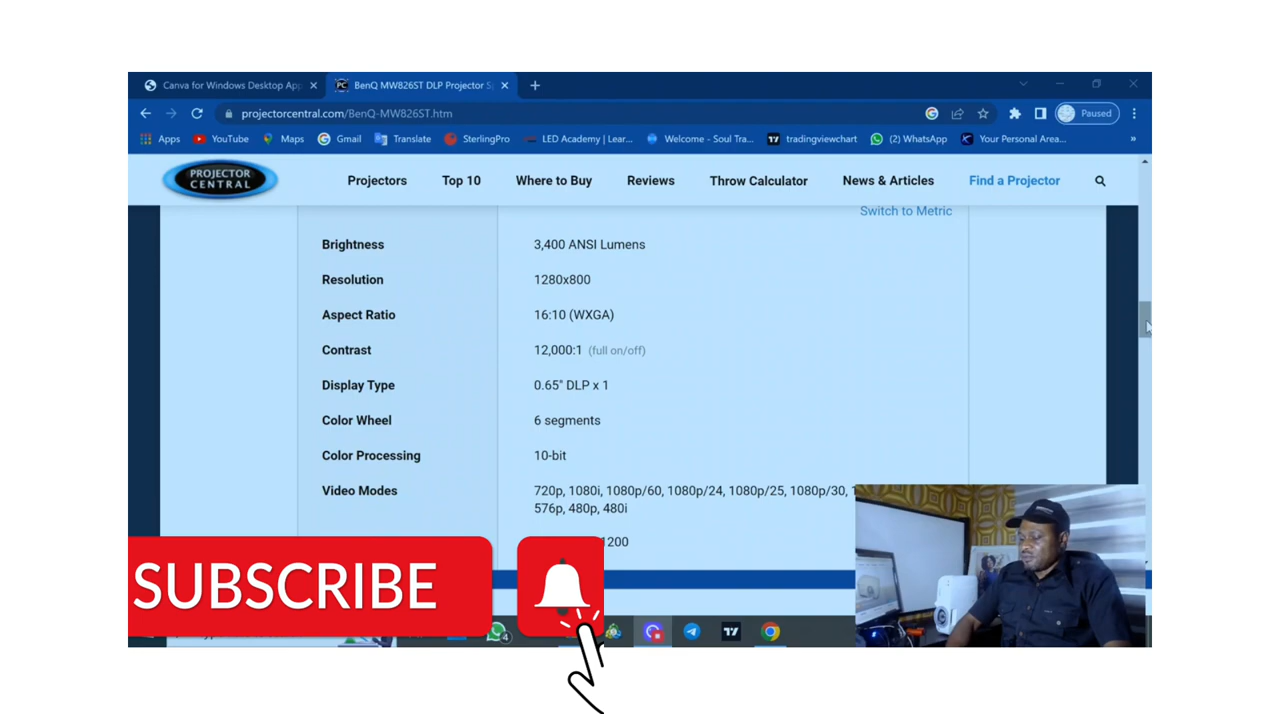 Canva for Windows Desktop App
BenQ MW826ST DLP Projector S
projectorcentral.com/BenQ-MW826ST.htm
Paused
Apps YouTube Maps Gmail Translate SterlingPro LED Academy | Lear... Welcome - Soul Tra... tradingviewchart (2) WhatsApp Your Personal Area... »
PROJECTOR
CENTRAL
Projectors Top 10 Where to Buy Reviews Throw Calculator News & Articles Find a Projector
Switch to Metric
Brightness 3,400 ANSI Lumens
Resolution 1280x800
Aspect Ratio 16:10 (WXGA)
Contrast 12,000:1 (full on/off)
Display Type 0.65" DLP x 1
Color Wheel 6 segments
Color Processing 10-bit
Video Modes 720p, 1080i, 1080p/60, 1080p/24, 1080p/25, 1080p/30,
576p, 480p, 480i
1200
SUBSCRIBE
4